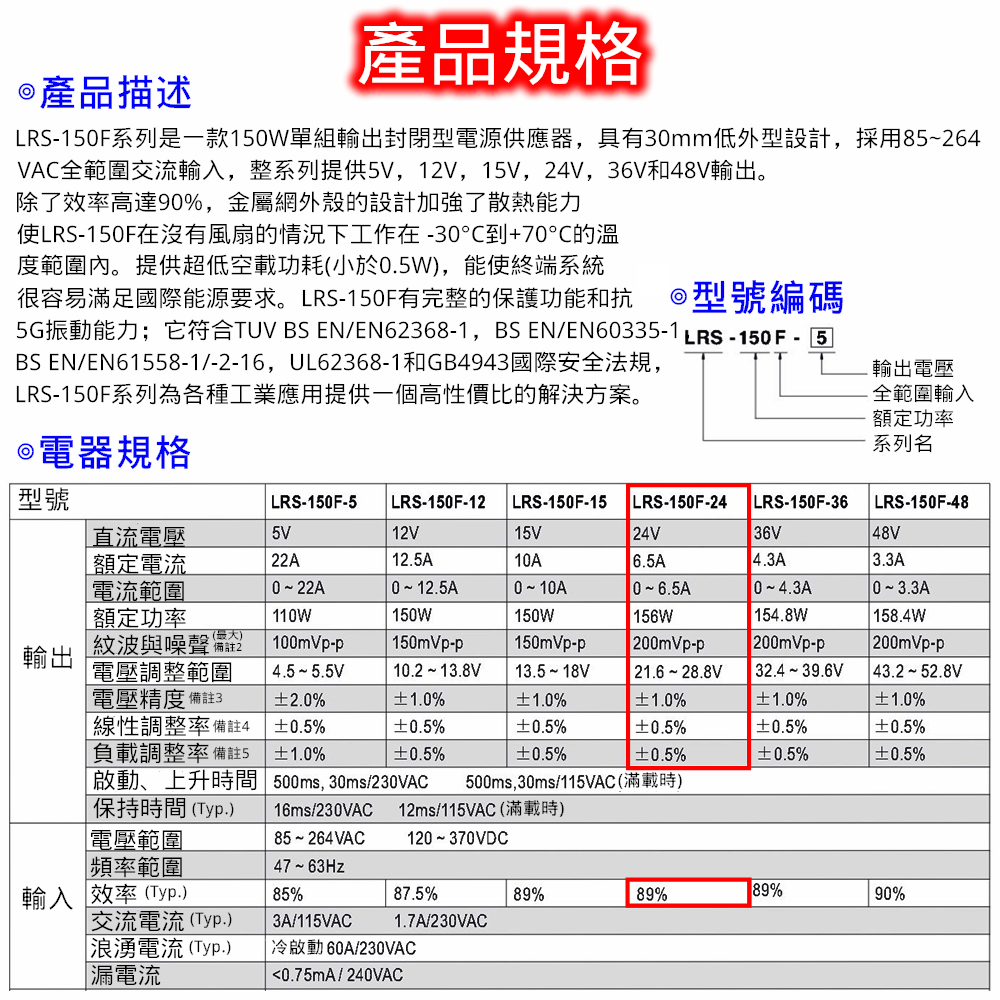 產品規格
◎產品描述
LRS-150F系列是一款150W單組輸出封閉型電源供應器，具有30mm低外型設計，採用85~264
VAC全範圍交流輸入，整系列提供5V，12V，15V，24V，36V和48V輸出。
除了效率高達90%，金屬網外殼的設計加強了散熱能力
使LRS-150F在沒有風扇的情況下工作在 -30°C到+70°C的溫
度範圍內。提供超低空載功耗(小於0.5W)，能使終端系統
很容易滿足國際能源要求。LRS-150F有完整的保護功能和抗
5G振動能力；它符合TUV BS EN/EN62368-1，BS EN/EN60335-1，
BS EN/EN61558-1/-2-16，UL62368-1和GB4943國際安全法規，
LRS-150F系列為各種工業應用提供一個高性價比的解決方案。
◎型號編碼
LRS - 150 F - 5
輸出電壓
全範圍輸入
額定功率
系列名
◎電器規格
型號 LRS-150F-5 LRS-150F-12 LRS-150F-15 LRS-150F-24 LRS-150F-36 LRS-150F-48
輸出
直流電壓 5V 12V 15V 24V 36V 48V
額定電流 22A 12.5A 10A 6.5A 4.3A 3.3A
電流範圍 0 ~ 22A 0 ~ 12.5A 0 ~ 10A 0 ~ 6.5A 0 ~ 4.3A 0 ~ 3.3A
額定功率 110W 150W 150W 156W 154.8W 158.4W
紋波與噪聲 (最大) 備註2 100mVp-p 150mVp-p 150mVp-p 200mVp-p 200mVp-p 200mVp-p
電壓調整範圍 4.5 ~ 5.5V 10.2 ~ 13.8V 13.5 ~ 18V 21.6 ~ 28.8V 32.4 ~ 39.6V 43.2 ~ 52.8V
電壓精度 備註3 ±2.0% ±1.0% ±1.0% ±1.0% ±1.0% ±1.0%
線性調整率 備註4 ±0.5% ±0.5% ±0.5% ±0.5% ±0.5% ±0.5%
負載調整率 備註5 ±1.0% ±0.5% ±0.5% ±0.5% ±0.5% ±0.5%
啟動、上升時間 500ms, 30ms/230VAC 500ms,30ms/115VAC(滿載時)
保持時間 (Typ.) 16ms/230VAC 12ms/115VAC (滿載時)
輸入
電壓範圍 85 ~ 264VAC 120 ~ 370VDC
頻率範圍 47 ~ 63Hz
效率 (Typ.) 85% 87.5% 89% 89% 89% 90%
交流電流 (Typ.) 3A/115VAC 1.7A/230VAC
浪湧電流 (Typ.) 冷啟動 60A/230VAC
漏電流 <0.75mA / 240VAC